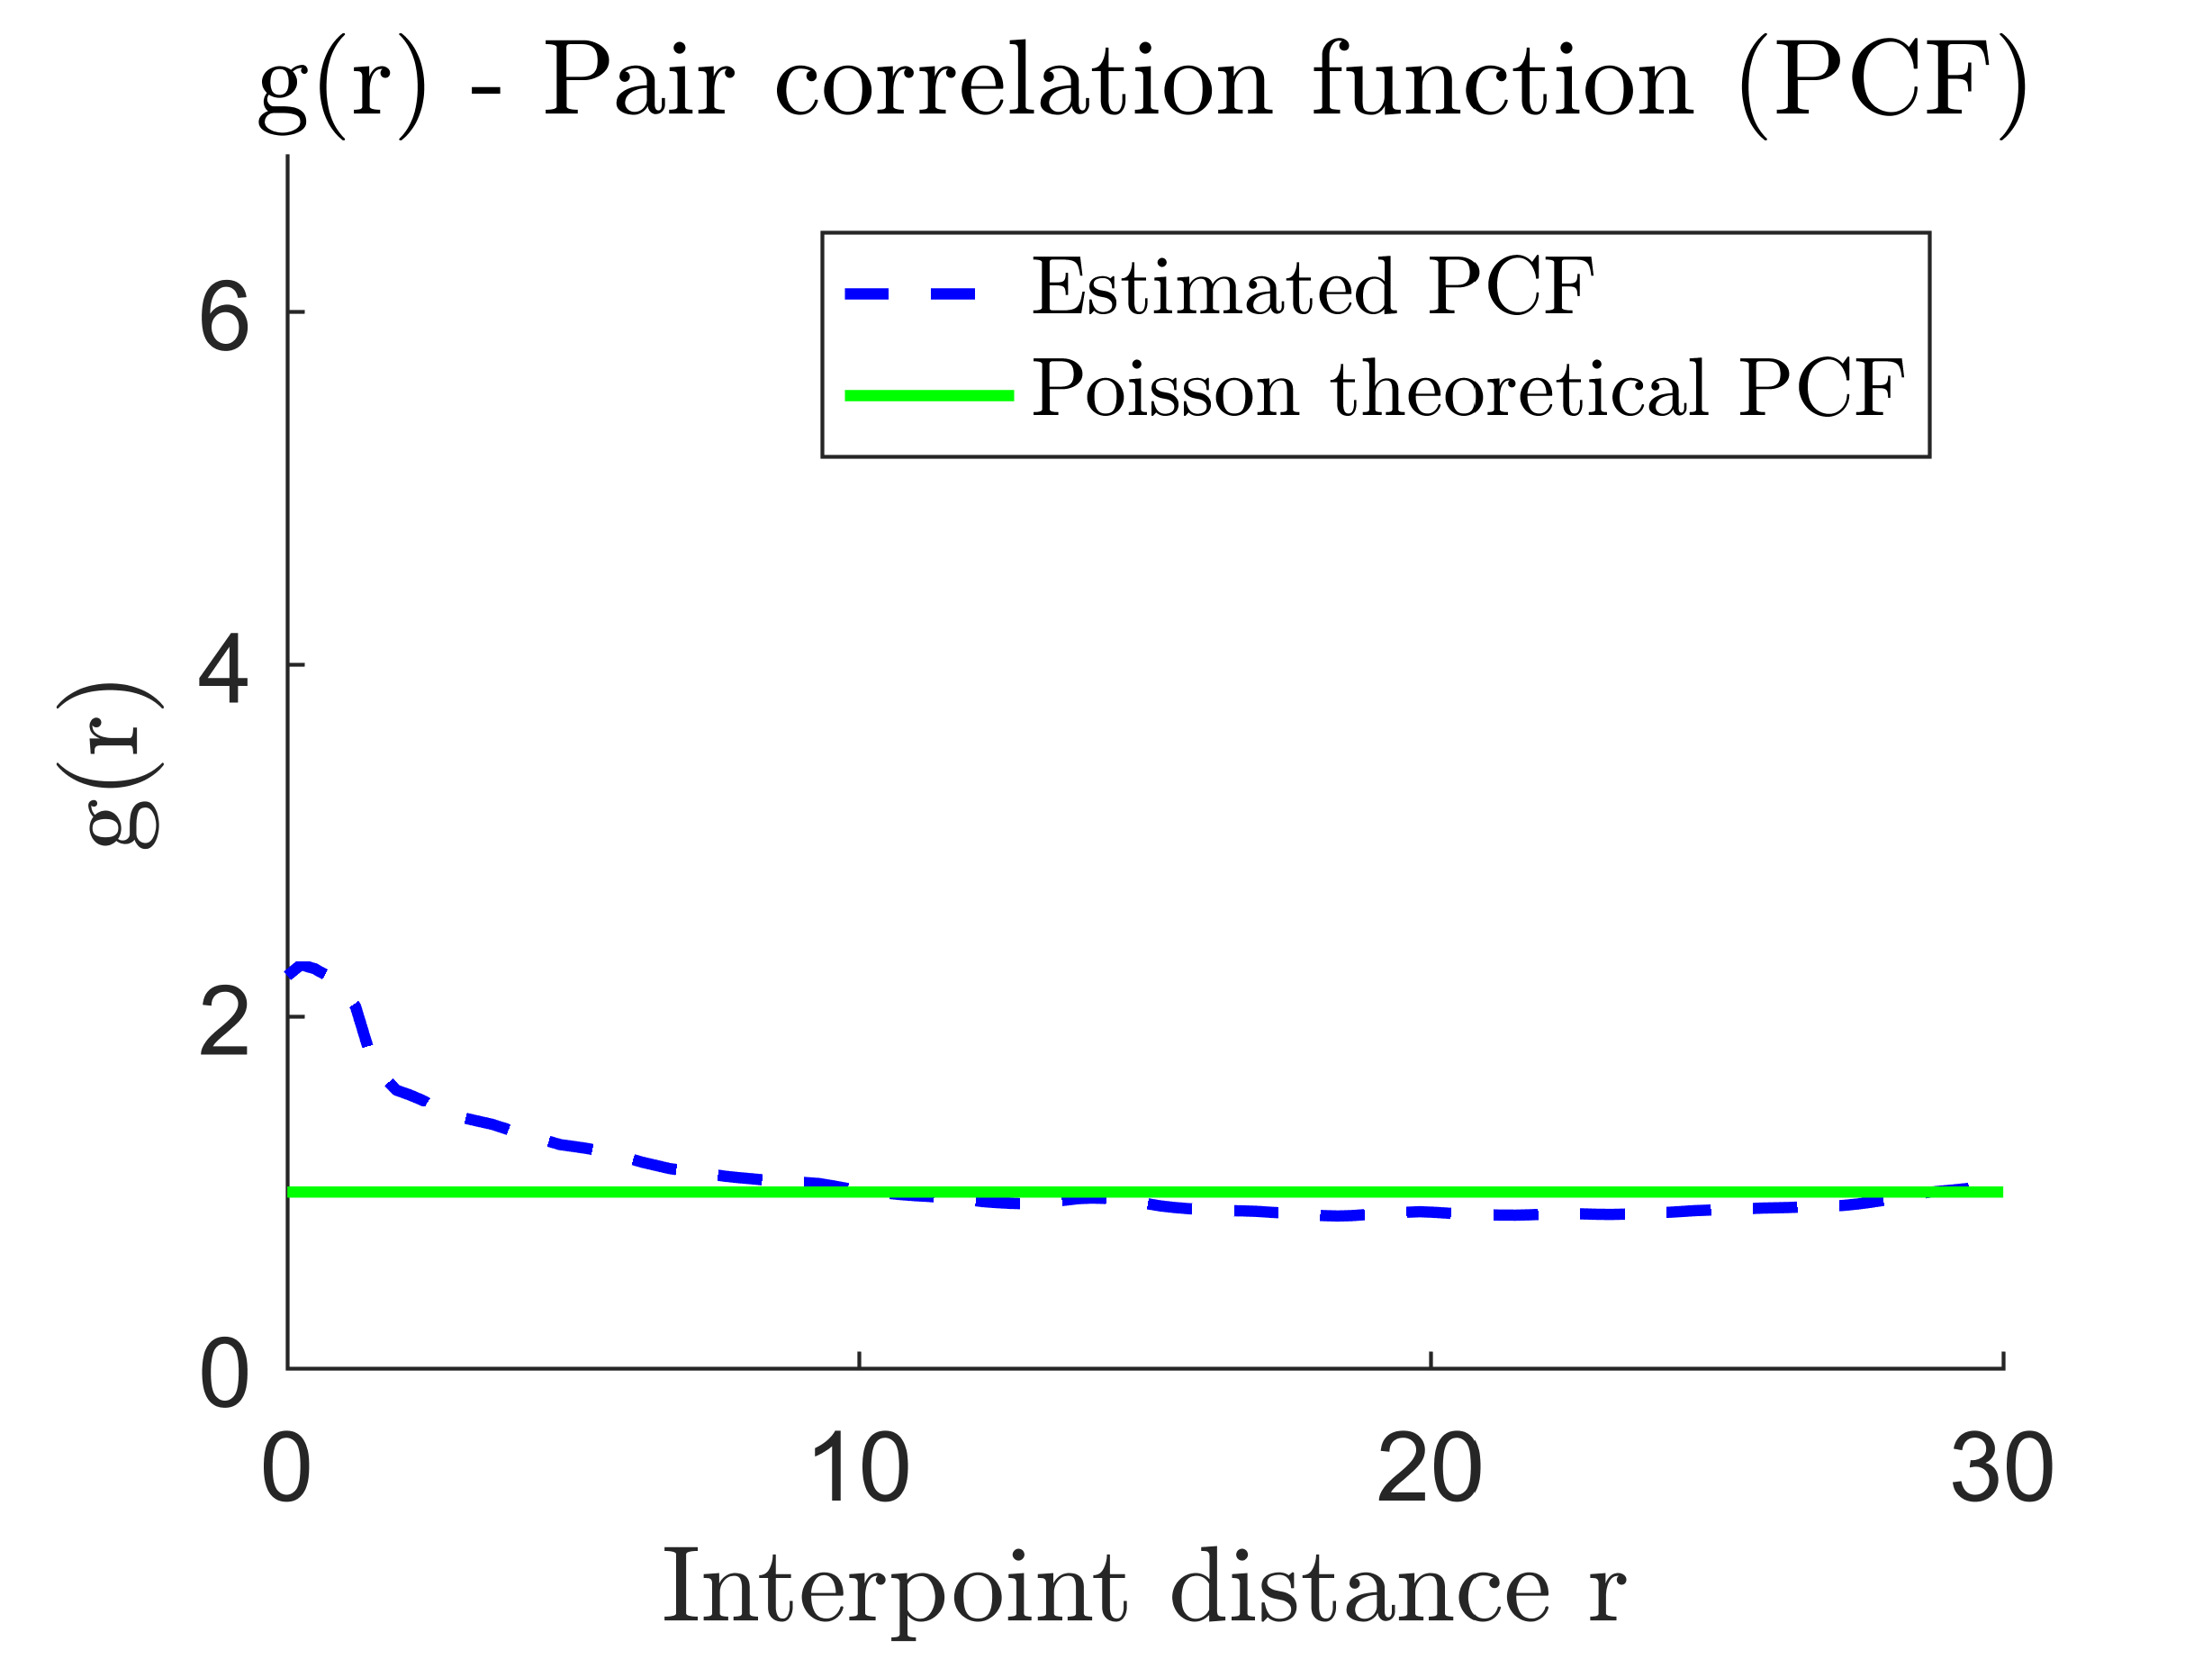 g(r) - Pair correlation function (PCF)
Estimated PCF
Poisson theoretical PCF
g(r)
6
4
2
0
0 10 20 30
Interpoint distance r